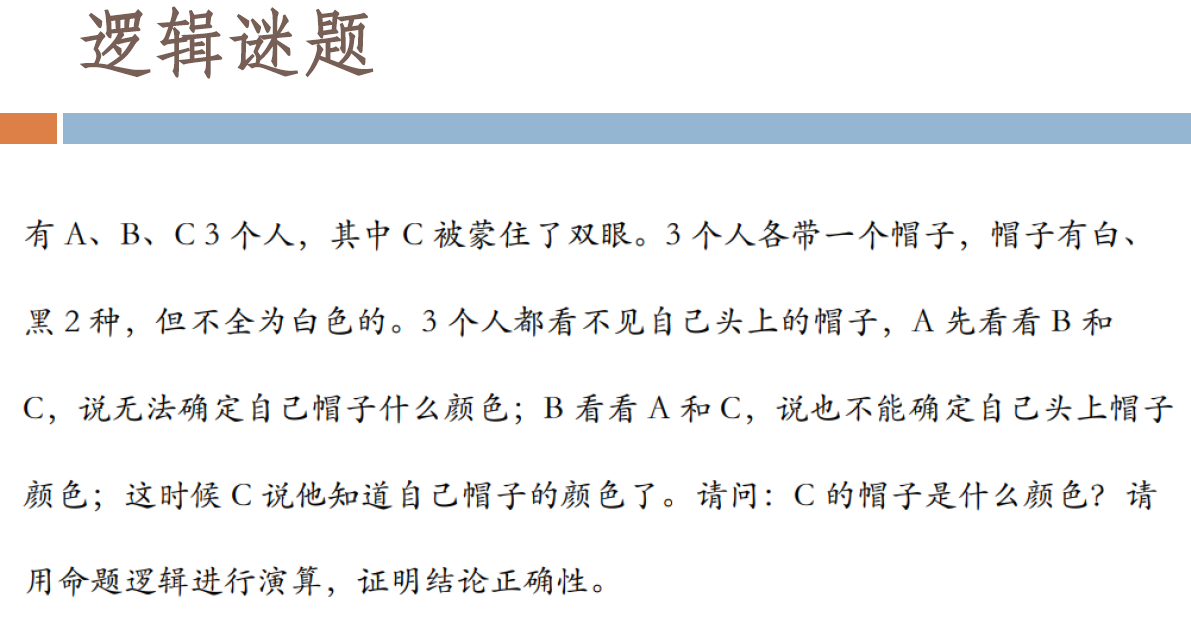 逻辑谜题
有 A、B、C 3 个人，其中 C 被蒙住了双眼。3 个人各带一个帽子，帽子有白、
黑 2 种，但不全为白色的。3 个人都看不见自己头上的帽子，A 先看看 B 和
C，说无法确定自己帽子什么颜色；B 看看 A 和 C，说也不能确定自己头上帽子
颜色；这时候 C 说他知道自己帽子的颜色了。请问：C 的帽子是什么颜色？请
用命题逻辑进行演算，证明结论正确性。